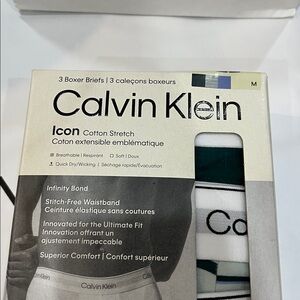 3 Boxer Briefs | 3 caleçons boxeurs
M
Calvin Klein
Icon Cotton Stretch
Coton extensible emblématique
Breathable | Respirant Soft | Doux
Quick Dry/Wicking | Séchage rapide/Évacuation
Infinity Bond
Stitch-Free Waistband
Ceinture élastique sans coutures
Innovated for the Ultimate Fit
Innovation offrant un
ajustement impeccable
Superior Comfort | Confort supérieur
Calvin Klein